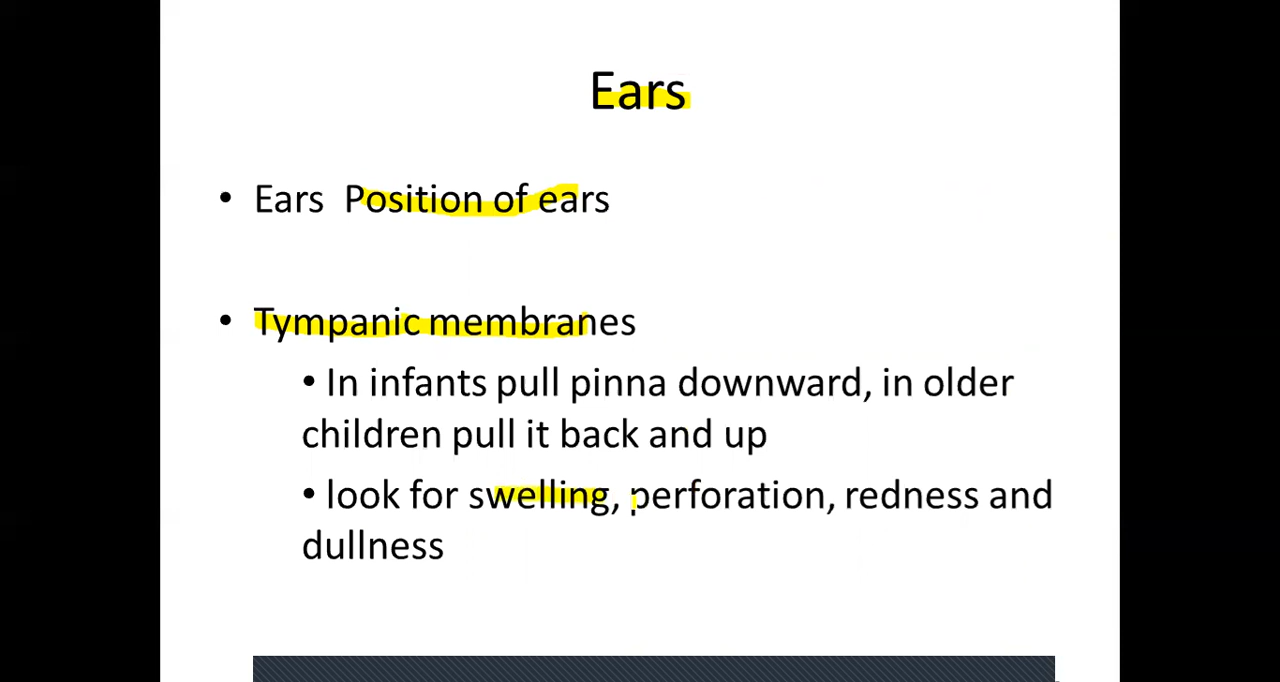 Ears
• Ears  Position of ears
• Tympanic membranes
• In infants pull pinna downward, in older
children pull it back and up
• look for swelling, perforation, redness and
dullness